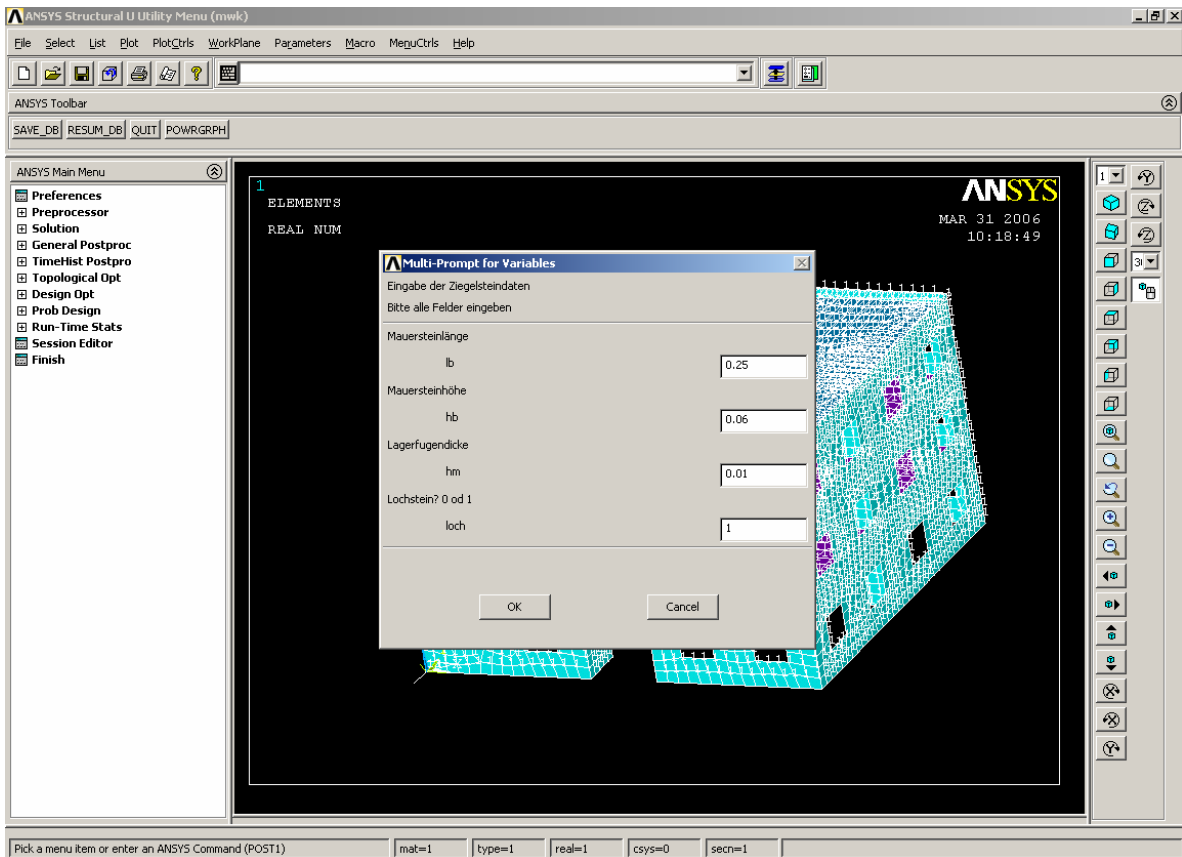 ANSYS Structural U Utility Menu (mwk)
File Select List Plot PlotCtrls WorkPlane Parameters Macro MenuCtrls Help
ANSYS Toolbar
SAVE_DB RESUM_DB QUIT POWRGRPH
ANSYS Main Menu
Preferences
Preprocessor
Solution
General Postproc
TimeHist Postpro
Topological Opt
Design Opt
Prob Design
Run-Time Stats
Session Editor
Finish
1
ELEMENTS
REAL NUM
ANSYS
MAR 31 2006
10:18:49
Multi-Prompt for Variables
Eingabe der Ziegelsteindaten
Bitte alle Felder eingeben
Mauersteinlänge
lb 0.25
Mauersteinhöhe
hb 0.06
Lagerfugendicke
hm 0.01
Lochstein? 0 od 1
loch 1
OK Cancel
1
Pick a menu item or enter an ANSYS Command (POST1) mat=1 type=1 real=1 csys=0 secn=1